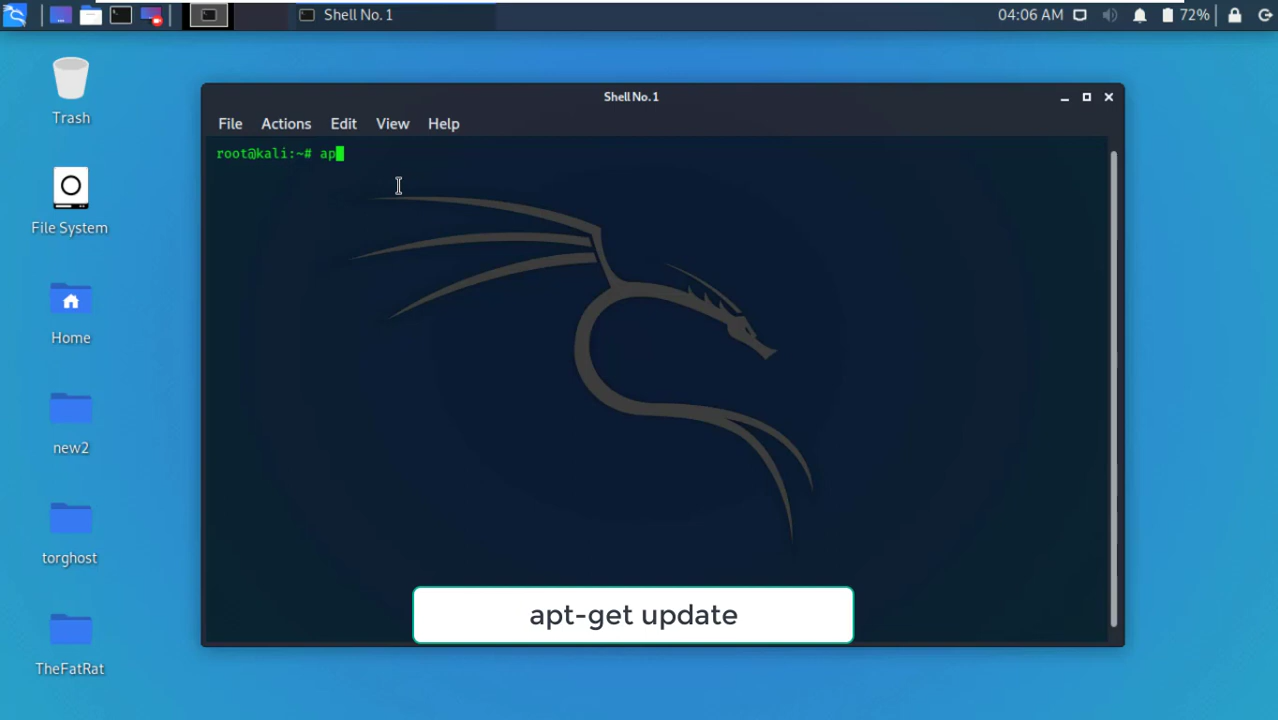 Shell No. 1
04:06 AM
72%
Trash
File System
Home
new2
torghost
TheFatRat
Shell No. 1
File Actions Edit View Help
root@kali:~# ap
apt-get update